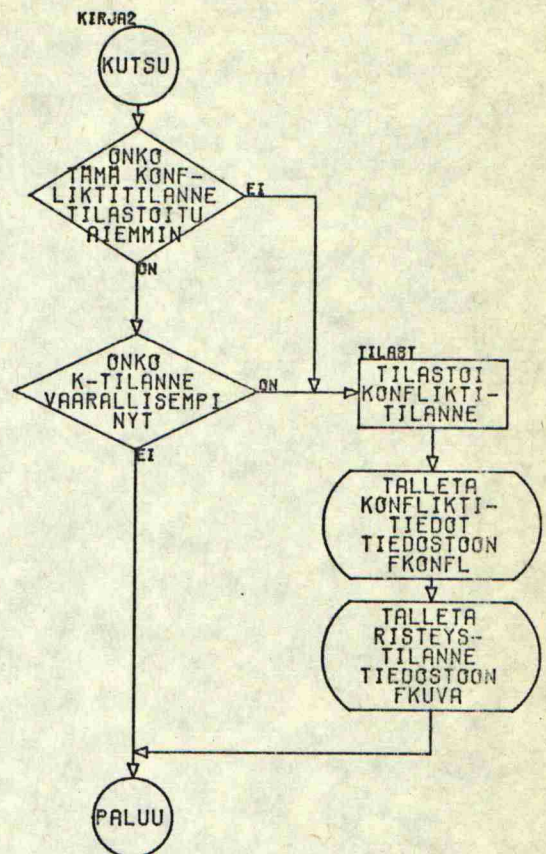 KIRJA2
KUTSU
ONKO
TÄMÄ KONF-
LIKTITILANNE
TILASTOITU
AIEMMIN
EI
ON
ONKO
K-TILANNE
VAARALLISEMPI
NYT
ON
EI
TILAST
TILASTOI
KONFLIKTI-
TILANNE
TALLETA
KONFLIKTI-
TIEDOT
TIEDOSTOON
FKONFL
TALLETA
RISTEYS-
TILANNE
TIEDOSTOON
FKUVA
PALUU